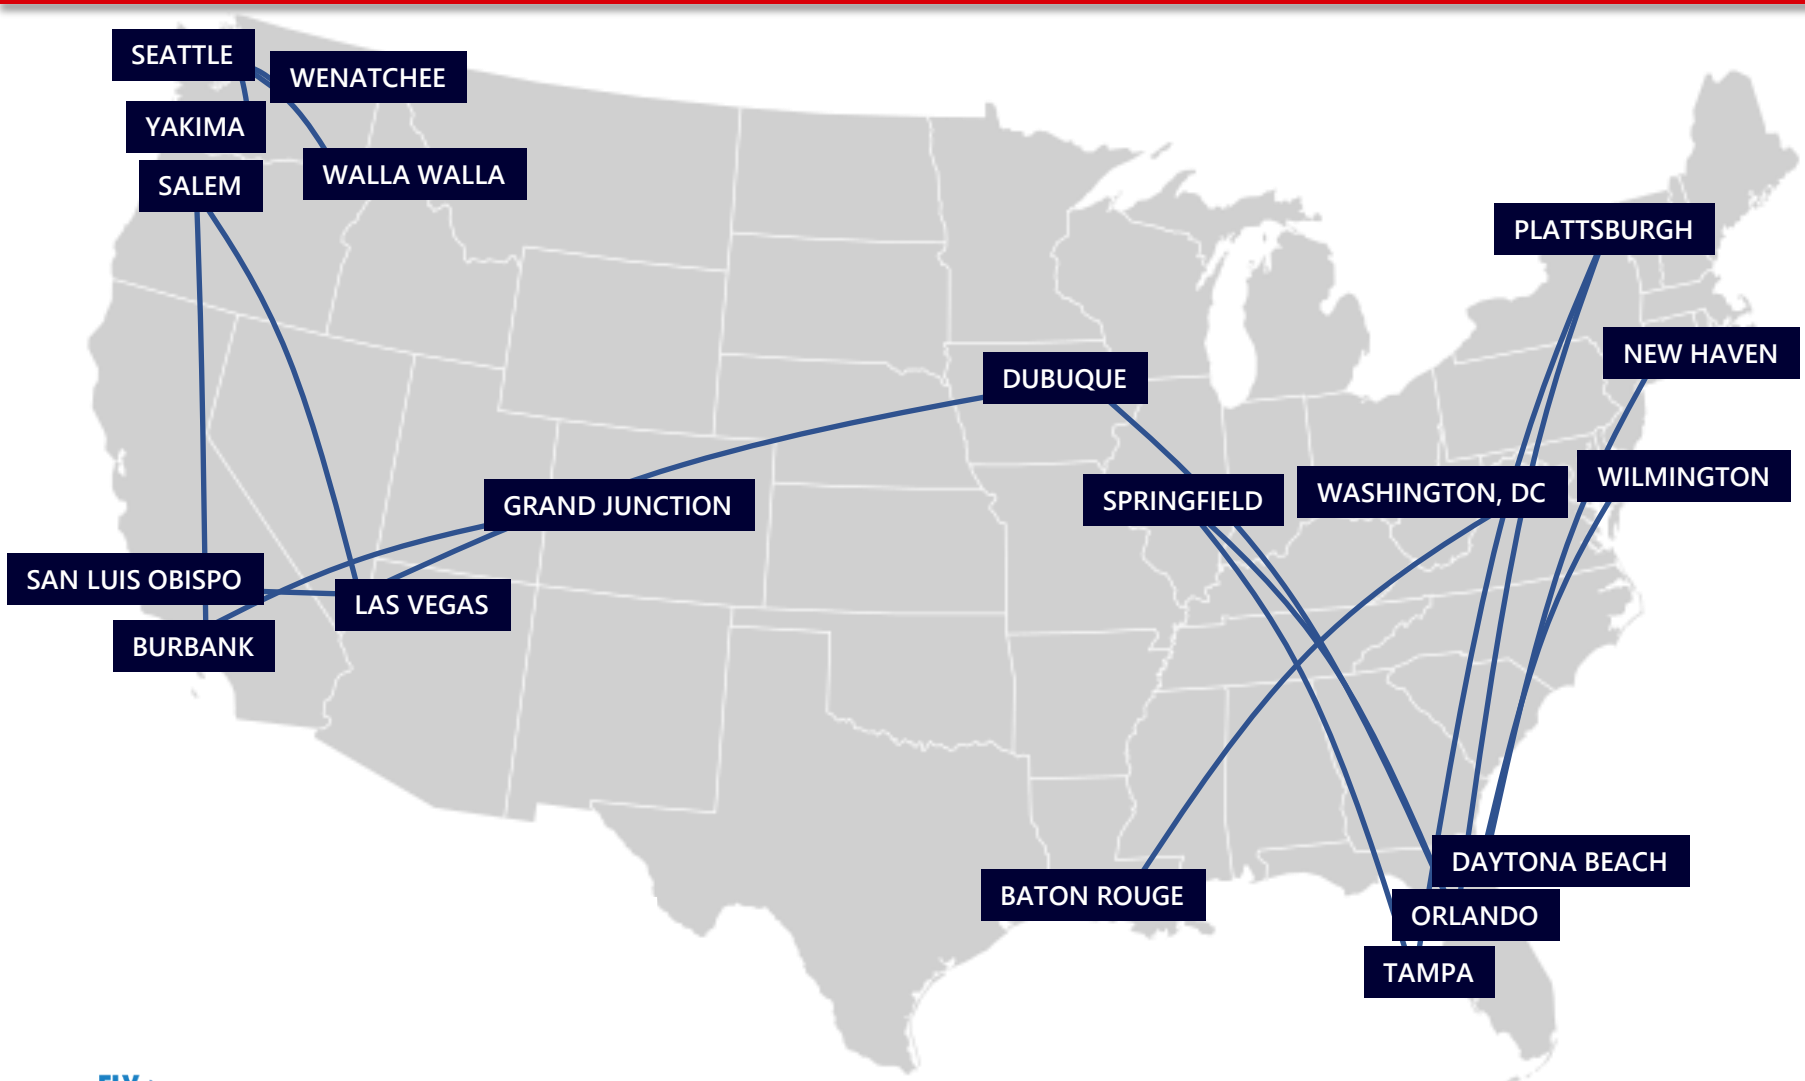 SEATTLE
WENATCHEE
YAKIMA
WALLA WALLA
SALEM
PLATTSBURGH
NEW HAVEN
DUBUQUE
WILMINGTON
WASHINGTON, DC
SPRINGFIELD
GRAND JUNCTION
SAN LUIS OBISPO
LAS VEGAS
BURBANK
DAYTONA BEACH
BATON ROUGE
ORLANDO
TAMPA
FLY